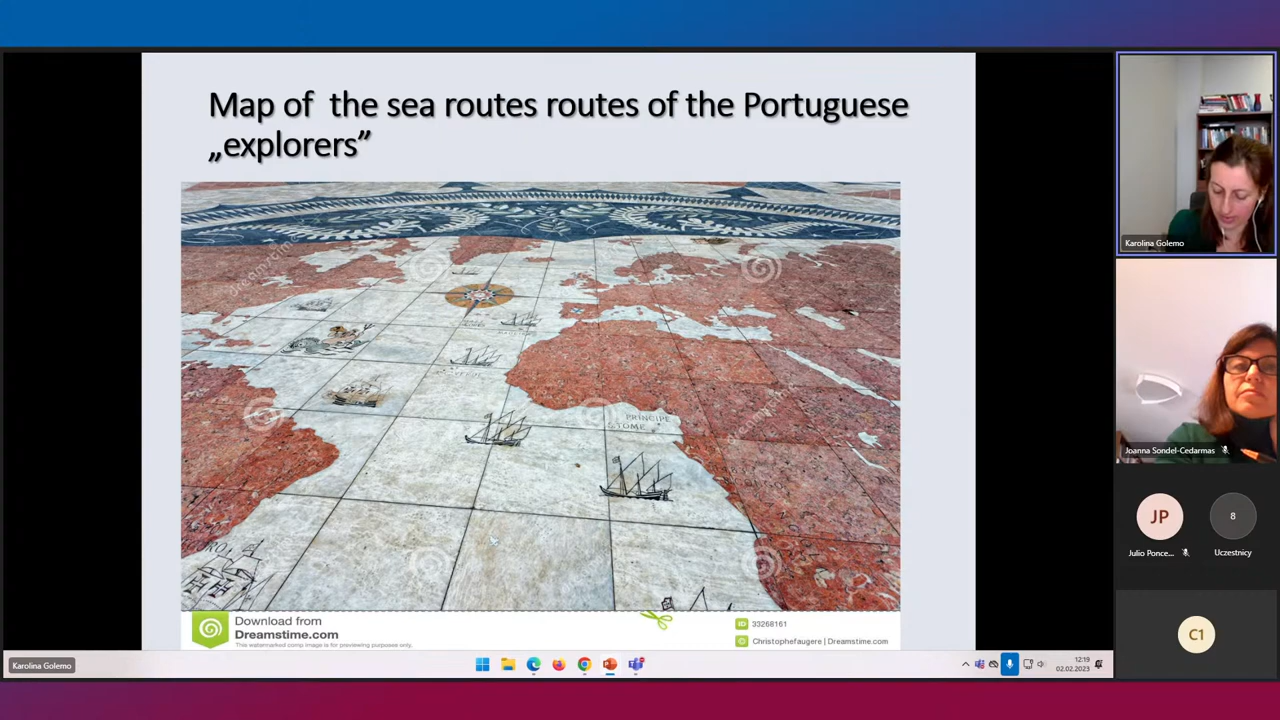 Map of the sea routes routes of the Portuguese
„explorers”
PRINCIPE
TOME
Download from
Dreamstime.com
This watermarked comp image is for previewing purposes only.
ID 33268161
© Christophefaugere | Dreamstime.com
Karolina Golemo
Joanna Sondel-Cedarmas
JP
8
Julio Ponce...
Uczestnicy
C1
Karolina Golemo
12:19
02.02.2023